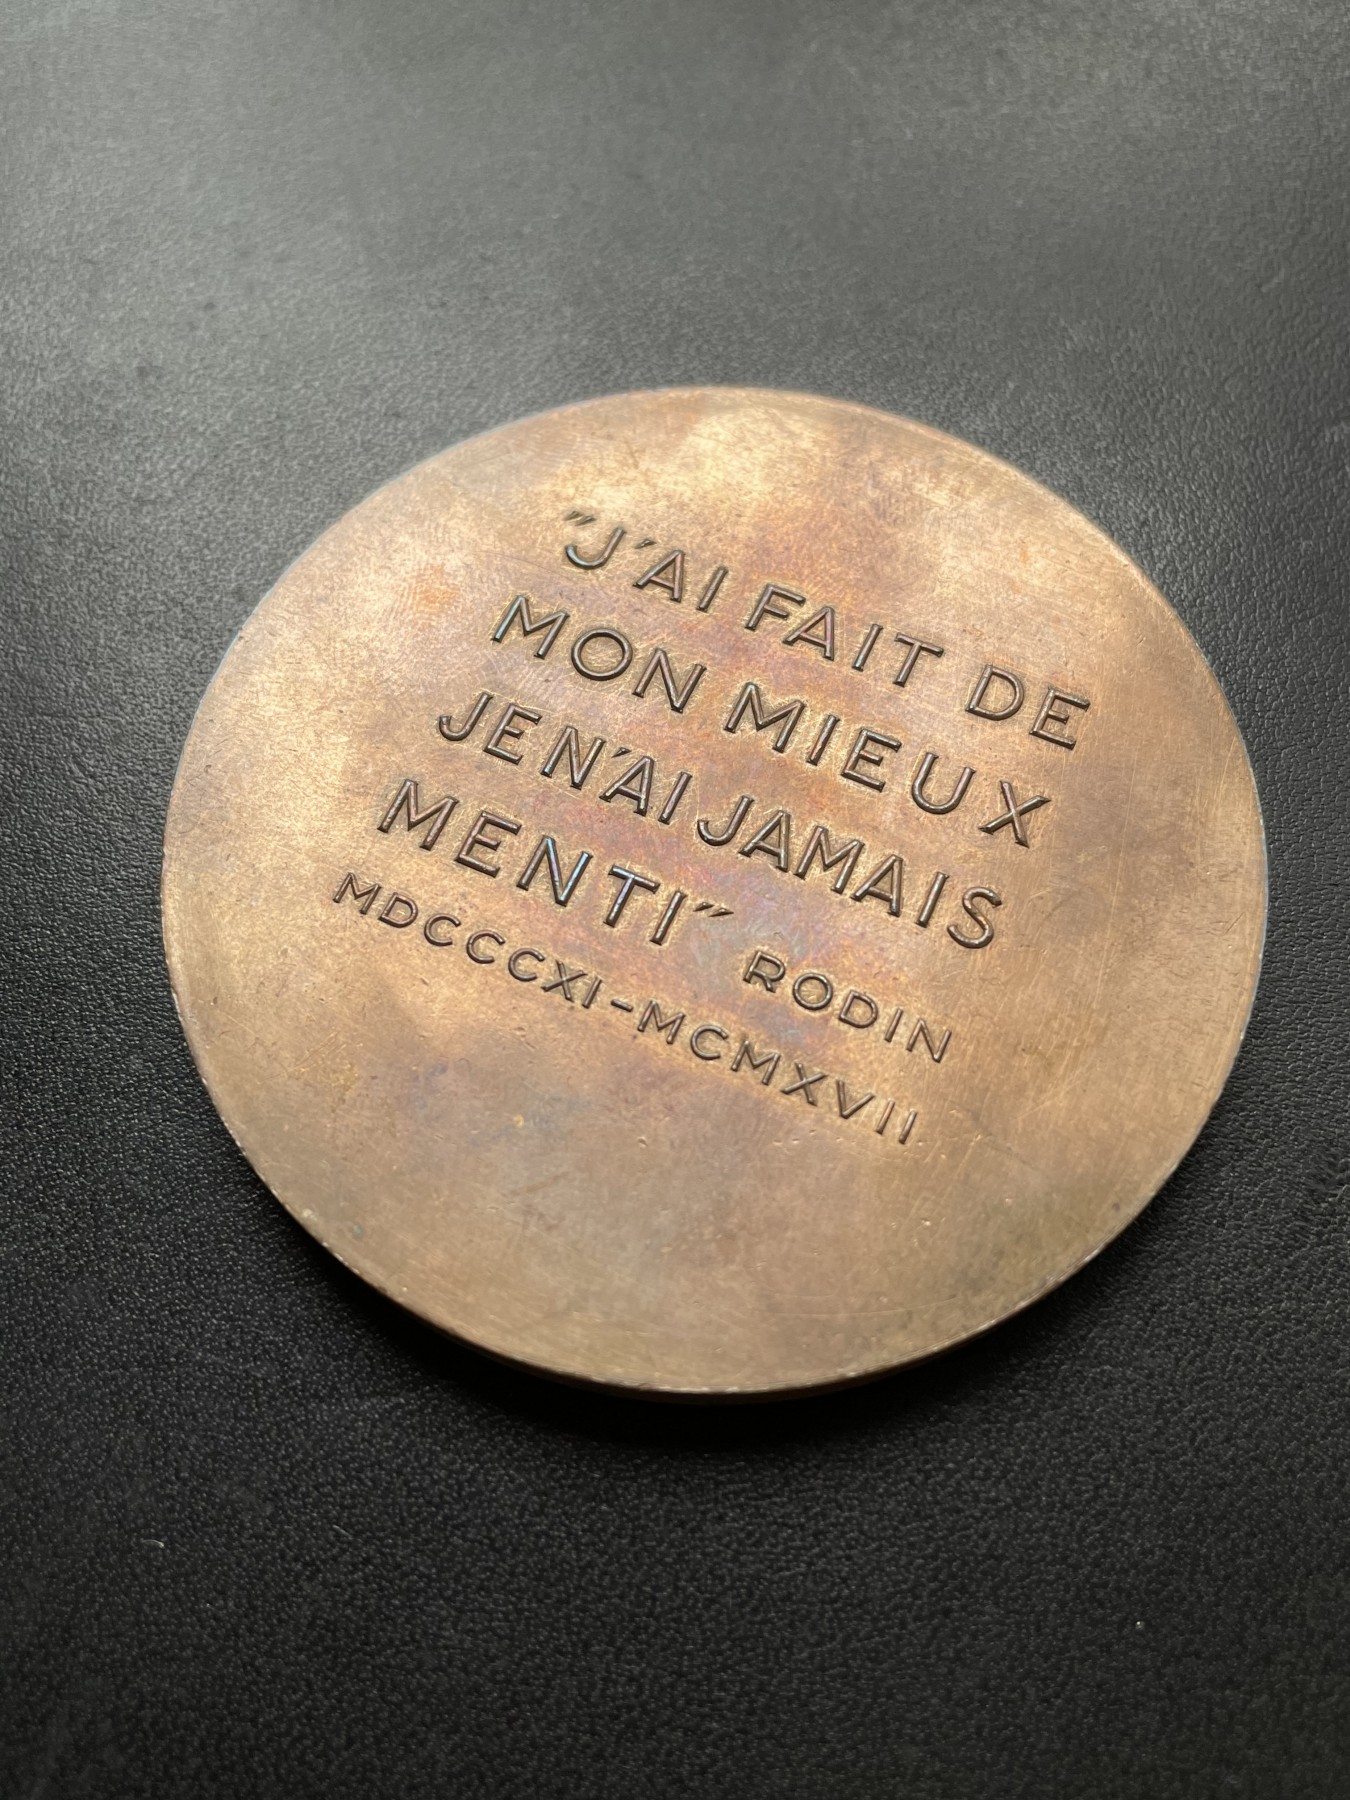 "J'AI FAIT DE
MON MIEUX
JE N'AI JAMAIS
MENTI" RODIN
MDCCCXI-MCMXVII